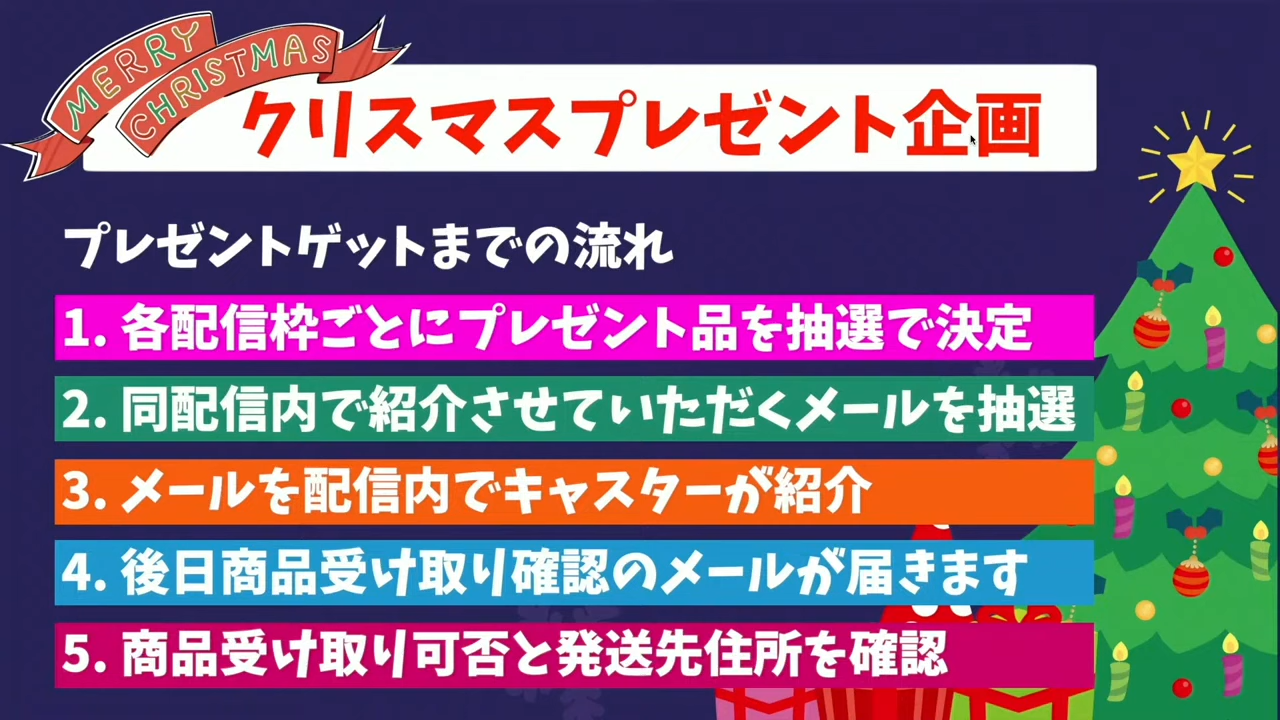 MERRY
CHRISTMAS
クリスマスプレゼント企画
プレゼントゲットまでの流れ
1. 各配信枠ごとにプレゼント品を抽選で決定
2. 同配信内で紹介させていただくメールを抽選
3. メールを配信内でキャスターが紹介
4. 後日商品受け取り確認のメールが届きます
5. 商品受け取り可否と発送先住所を確認